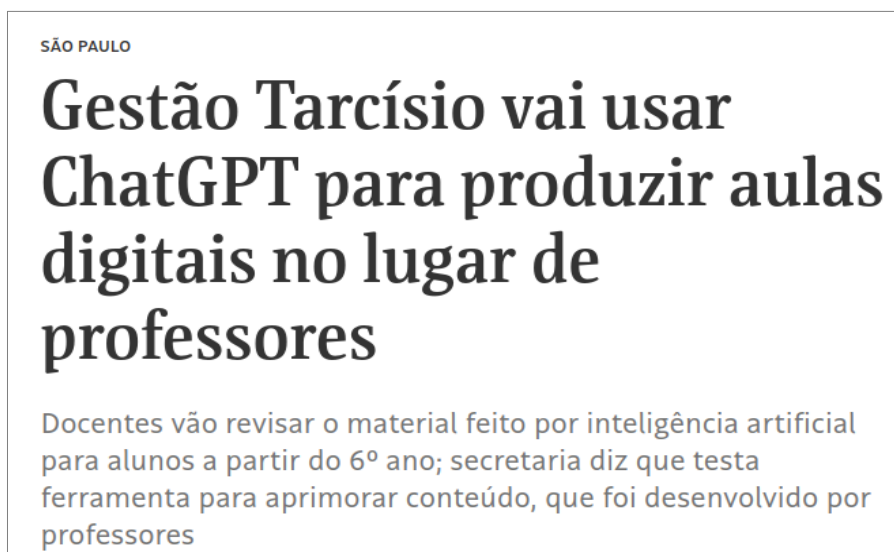 SÃO PAULO
Gestão Tarcísio vai usar
ChatGPT para produzir aulas
digitais no lugar de
professores
Docentes vão revisar o material feito por inteligência artificial
para alunos a partir do 6º ano; secretaria diz que testa
ferramenta para aprimorar conteúdo, que foi desenvolvido por
professores